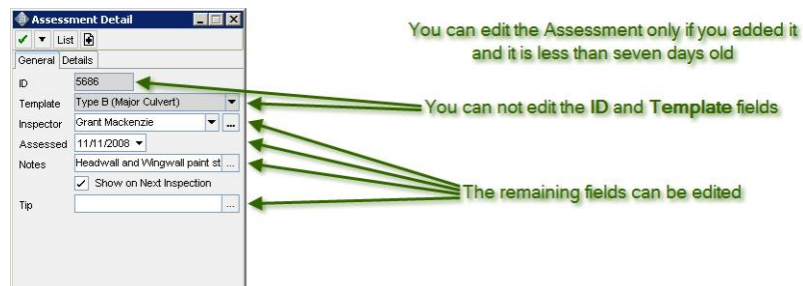 Assessment Detail
List
General Details
ID 5686
Template Type B (Major Culvert)
Inspector Grant Mackenzie ...
Assessed 11/11/2008
Notes Headwall and Wingwall paint st ...
Show on Next Inspection
Tip ...
You can edit the Assessment only if you added it
and it is less than seven days old
You can not edit the ID and Template fields
The remaining fields can be edited